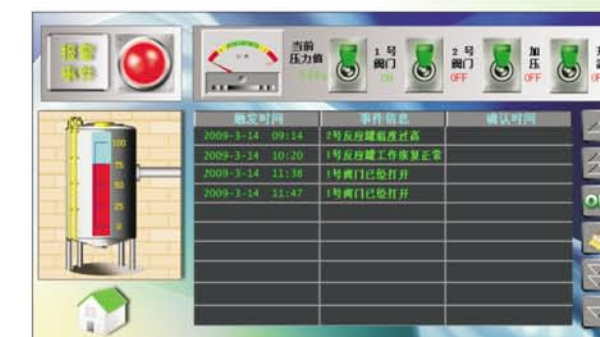 报警
事件
当前
压力值
1号
阀门
ON
2号
阀门
OFF
加
压
OFF
触发时间 事件信息 确认时间
2009-3-14 09:14 2号反应罐温度过高
2009-3-14 10:20 1号反应罐工作恢复正常
2009-3-14 11:38 1号阀门已经打开
2009-3-14 11:47 1号阀门已经打开
100
75
50
25
0